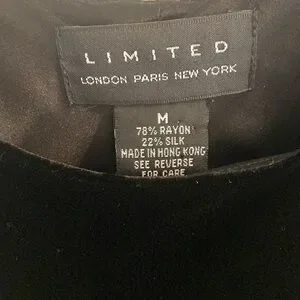 LIMITED
LONDON PARIS NEW YORK
M
78% RAYON
22% SILK
MADE IN HONG KONG
SEE REVERSE
FOR CARE